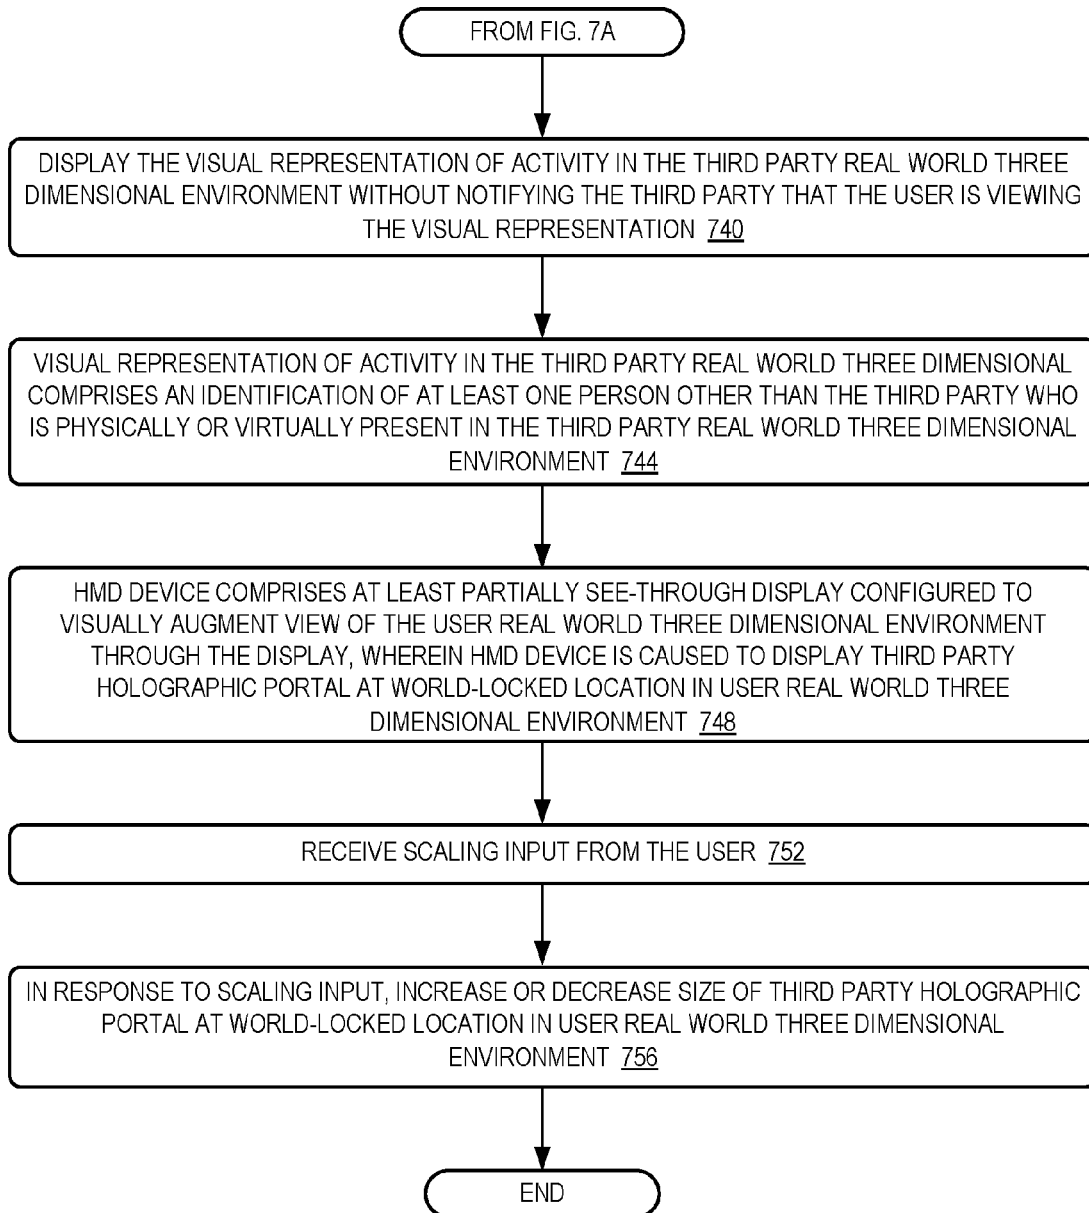 FROM FIG. 7A
DISPLAY THE VISUAL REPRESENTATION OF ACTIVITY IN THE THIRD PARTY REAL WORLD THREE
DIMENSIONAL ENVIRONMENT WITHOUT NOTIFYING THE THIRD PARTY THAT THE USER IS VIEWING
THE VISUAL REPRESENTATION 740
VISUAL REPRESENTATION OF ACTIVITY IN THE THIRD PARTY REAL WORLD THREE DIMENSIONAL
COMPRISES AN IDENTIFICATION OF AT LEAST ONE PERSON OTHER THAN THE THIRD PARTY WHO
IS PHYSICALLY OR VIRTUALLY PRESENT IN THE THIRD PARTY REAL WORLD THREE DIMENSIONAL
ENVIRONMENT 744
HMD DEVICE COMPRISES AT LEAST PARTIALLY SEE-THROUGH DISPLAY CONFIGURED TO
VISUALLY AUGMENT VIEW OF THE USER REAL WORLD THREE DIMENSIONAL ENVIRONMENT
THROUGH THE DISPLAY, WHEREIN HMD DEVICE IS CAUSED TO DISPLAY THIRD PARTY
HOLOGRAPHIC PORTAL AT WORLD-LOCKED LOCATION IN USER REAL WORLD THREE
DIMENSIONAL ENVIRONMENT 748
RECEIVE SCALING INPUT FROM THE USER 752
IN RESPONSE TO SCALING INPUT, INCREASE OR DECREASE SIZE OF THIRD PARTY HOLOGRAPHIC
PORTAL AT WORLD-LOCKED LOCATION IN USER REAL WORLD THREE DIMENSIONAL
ENVIRONMENT 756
END